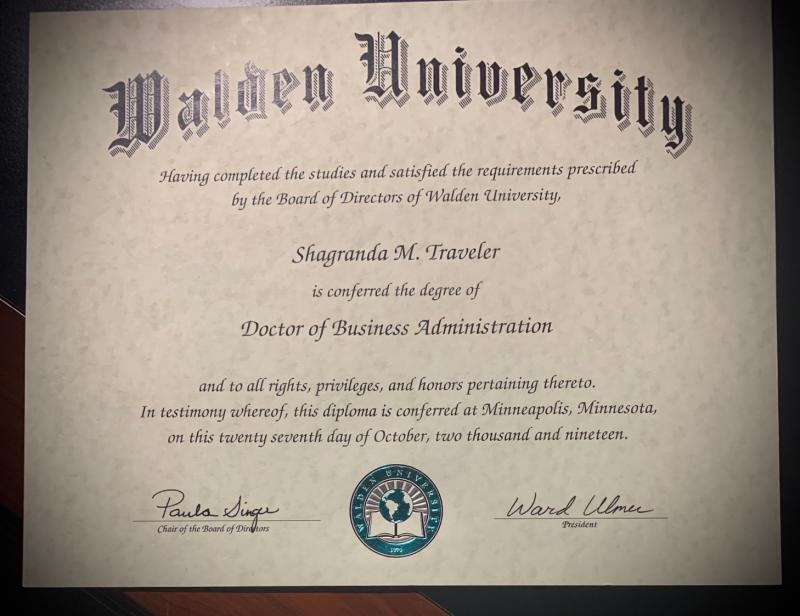 Walden University
Having completed the studies and satisfied the requirements prescribed
by the Board of Directors of Walden University,
Shagranda M. Traveler
is conferred the degree of
Doctor of Business Administration
and to all rights, privileges, and honors pertaining thereto.
In testimony whereof, this diploma is conferred at Minneapolis, Minnesota,
on this twenty seventh day of October, two thousand and nineteen.
Paula Singer
Chair of the Board of Directors
WALDEN UNIVERSITY
1970
Ward Ulmer
President